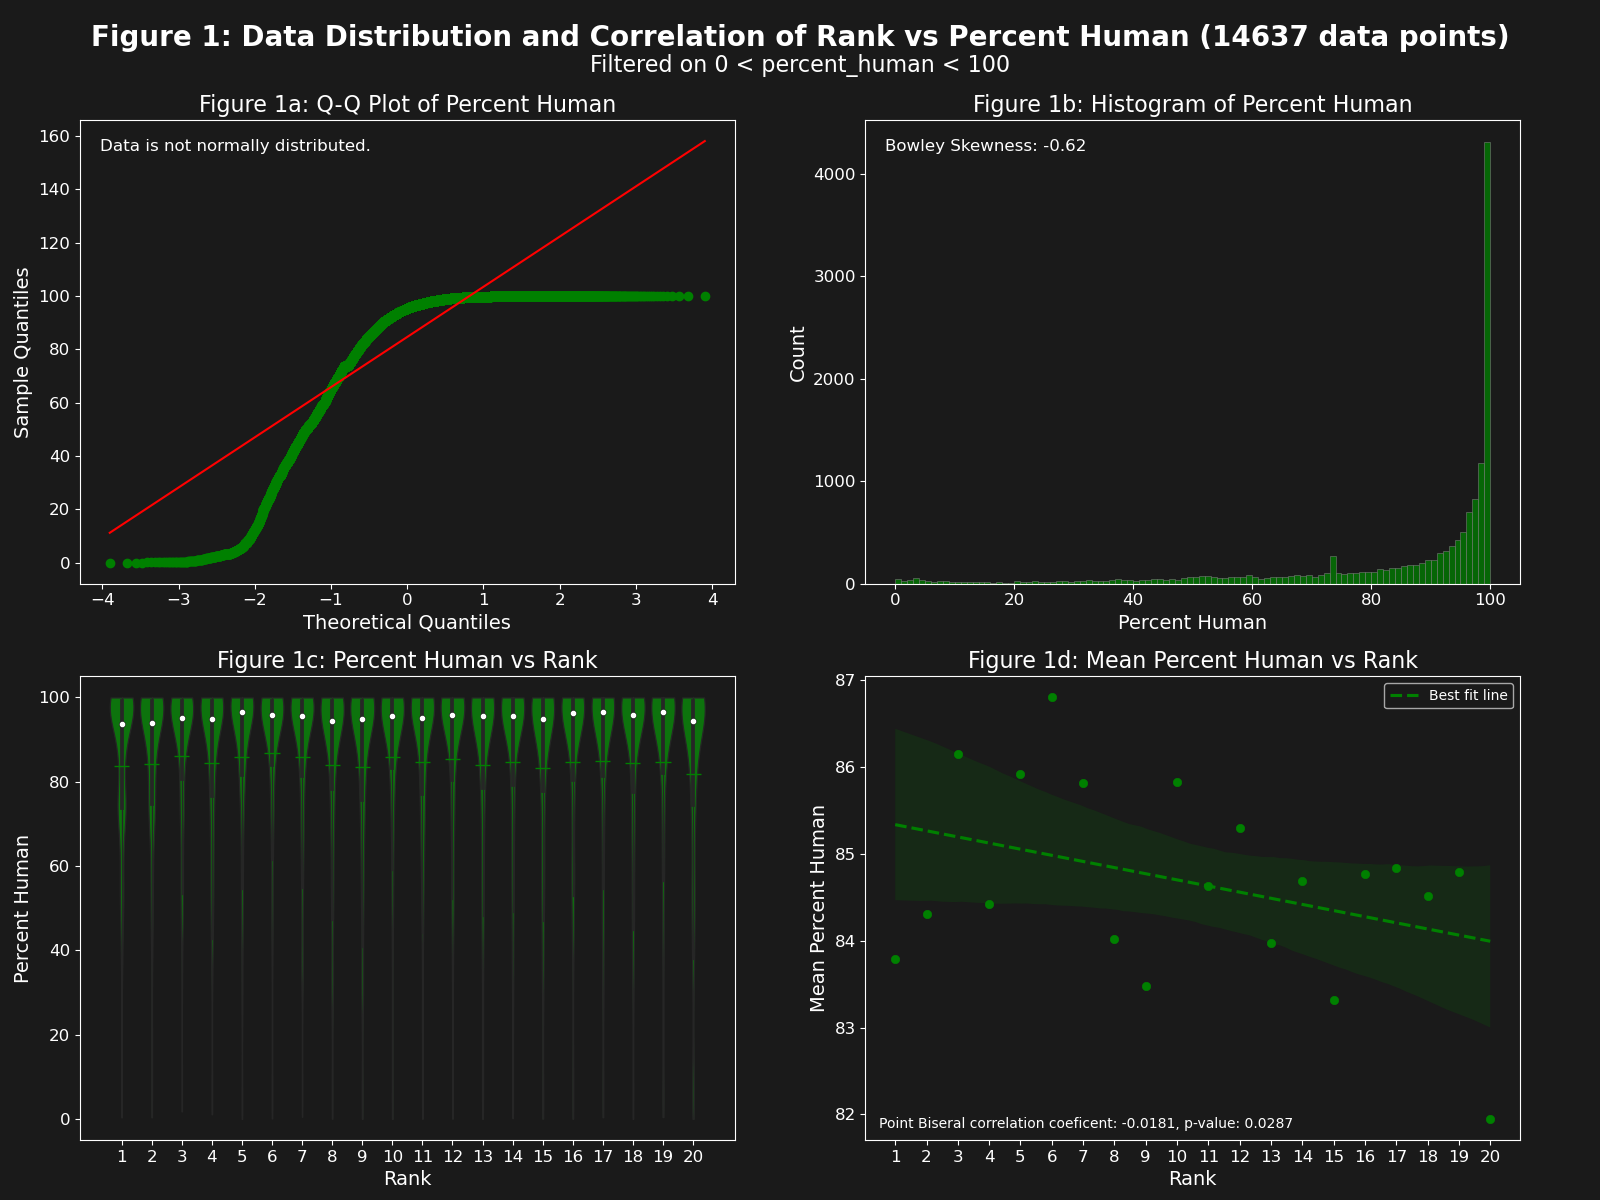 Figure 1: Data Distribution and Correlation of Rank vs Percent Human (14637 data points)
Filtered on 0 < percent_human < 100
Figure 1a: Q-Q Plot of Percent Human
Data is not normally distributed.
160
140
120
100
80
60
40
20
0
Sample Quantiles
−4 −3 −2 −1 0 1 2 3 4
Theoretical Quantiles
Figure 1b: Histogram of Percent Human
Bowley Skewness: -0.62
4000
3000
2000
1000
0
Count
0 20 40 60 80 100
Percent Human
Figure 1c: Percent Human vs Rank
100
80
60
40
20
0
Percent Human
1 2 3 4 5 6 7 8 9 10 11 12 13 14 15 16 17 18 19 20
Rank
Figure 1d: Mean Percent Human vs Rank
Best fit line
87
86
85
84
83
82
Mean Percent Human
Point Biseral correlation coeficent: -0.0181, p-value: 0.0287
1 2 3 4 5 6 7 8 9 10 11 12 13 14 15 16 17 18 19 20
Rank